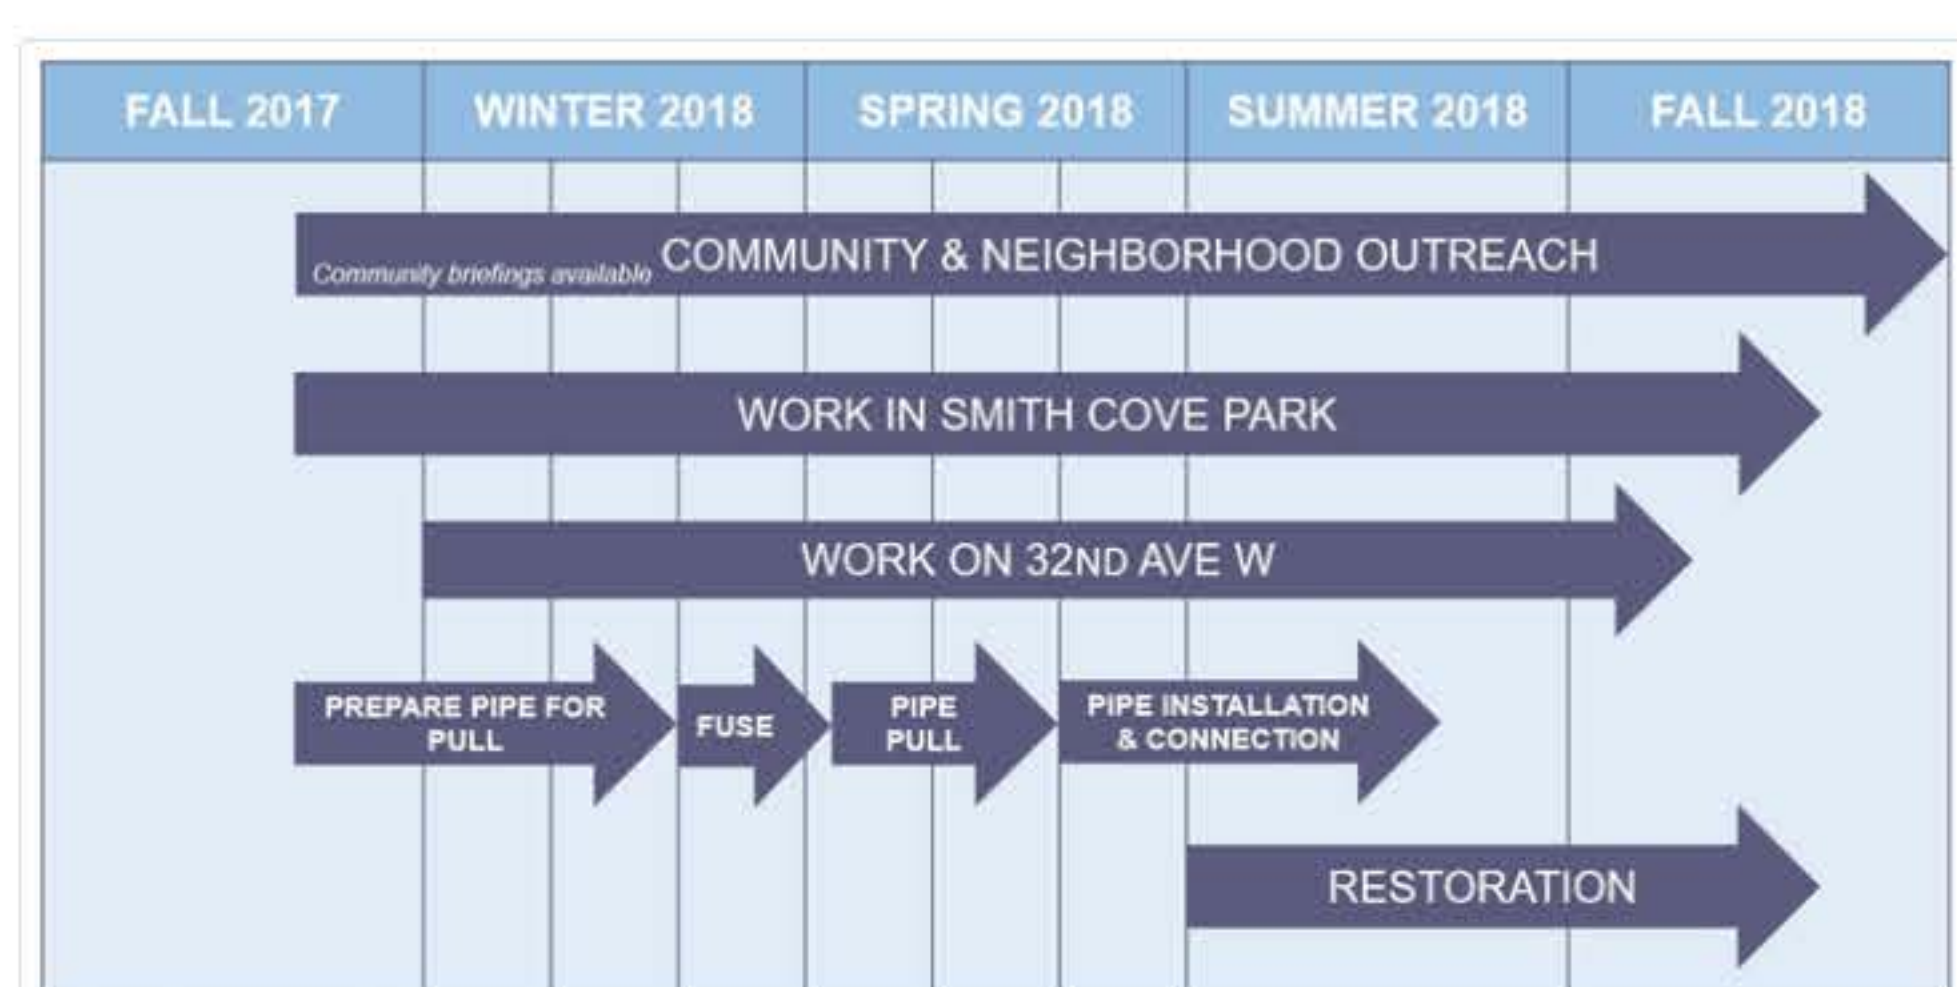 FALL 2017 WINTER 2018 SPRING 2018 SUMMER 2018 FALL 2018
Community briefings available COMMUNITY & NEIGHBORHOOD OUTREACH
WORK IN SMITH COVE PARK
WORK ON 32ND AVE W
PREPARE PIPE FOR
PULL
FUSE
PIPE
PULL
PIPE INSTALLATION
& CONNECTION
RESTORATION